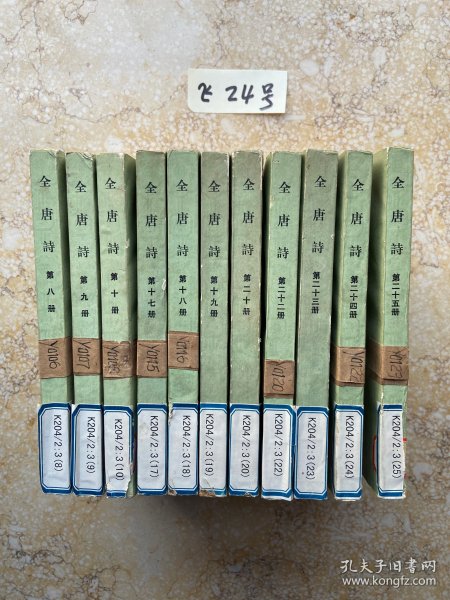 24号
全唐詩
第八册
Y0106
K204/2:3(8)
全唐詩
第九册
Y0107
K204/2:3(9)
全唐詩
第十册
K204/2:3(10)
全唐詩
第十七册
Y0115
K204/2:3(17)
全唐詩
第十八册
Y0116
K204/2:3(18)
全唐詩
第十九册
K204/2:3(19)
全唐詩
第二十册
K204/2:3(20)
全唐詩
第二十二册
Y0120
K204/2:3(22)
全唐詩
第二十三册
K204/2:3(23)
全唐詩
第二十四册
K204/2:3(24)
全唐詩
第二十五册
Y0123
K204/2:3(25)
孔夫子旧书网
www.kongfz.com